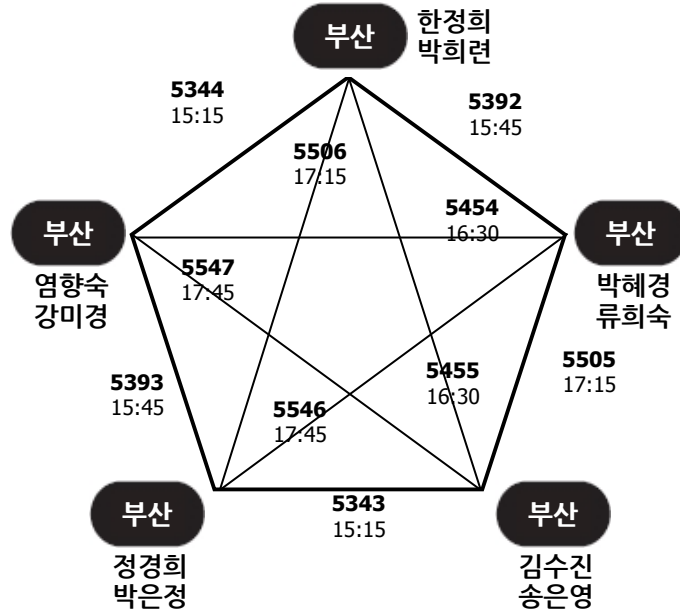 부산
한정희
박희련
5344
15:15
5392
15:45
5506
17:15
5454
16:30
부산
염향숙
강미경
부산
박혜경
류희숙
5547
17:45
5393
15:45
5546
17:45
5455
16:30
5505
17:15
부산
정경희
박은정
5343
15:15
부산
김수진
송은영